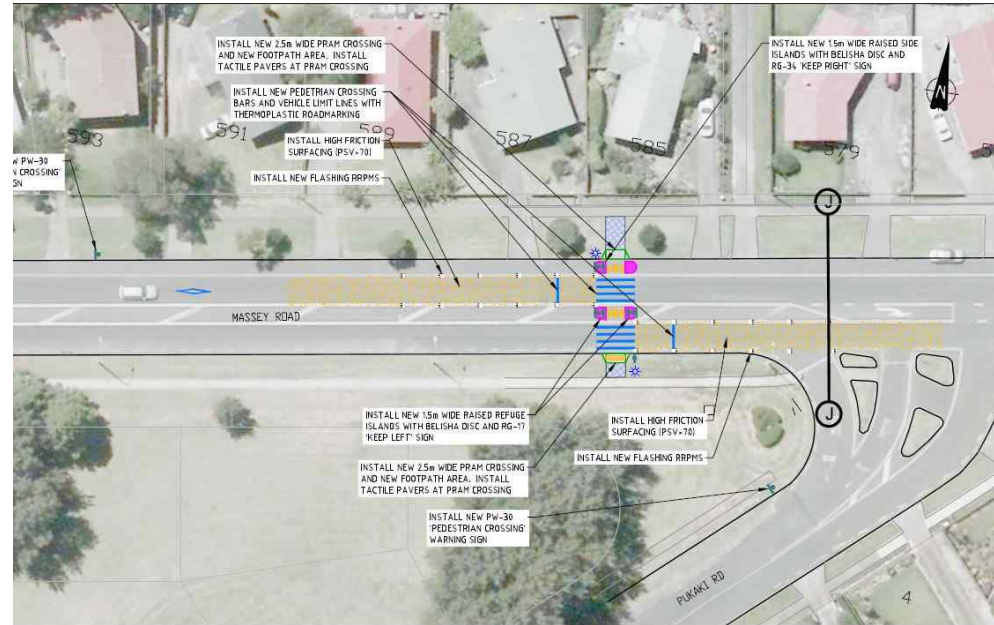 INSTALL NEW 2.5m WIDE PRAM CROSSING
AND NEW FOOTPATH AREA. INSTALL
TACTILE PAVERS AT PRAM CROSSING
INSTALL NEW 1.5m WIDE RAISED SIDE
ISLANDS WITH BELISHA DISC AND
RG-34 'KEEP RIGHT' SIGN
INSTALL NEW PEDETRIAN CROSSING
BARS AND VEHICLE LIMIT LINES WITH
THERMOPLASTIC ROADMARKING
N
593
591
589
587
585
579
INSTALL HIGH FRICTION
SURFACING (PSV>70)
W PW-30
N CROSSING'
GN
INSTALL NEW FLASHING RRPMS
J
MASSEY ROAD
INSTALL NEW 1.5m WIDE RAISED REFUGE
ISLANDS WITH BELISHA DISC AND RG-17
'KEEP LEFT' SIGN
INSTALL HIGH FRICTION
SURFACING (PSV>70)
11
J
INSTALL NEW FLASHING RRPMS
INSTALL NEW 2.5m WIDE PRAM CROSSING
AND NEW FOOTPATH AREA. INSTALL
TACTILE PAVERS AT PRAM CROSSING
INSTALL NEW PW-30
'PEDESTRIAN CROSSING'
WARNING SIGN
PUKAKI RD
4